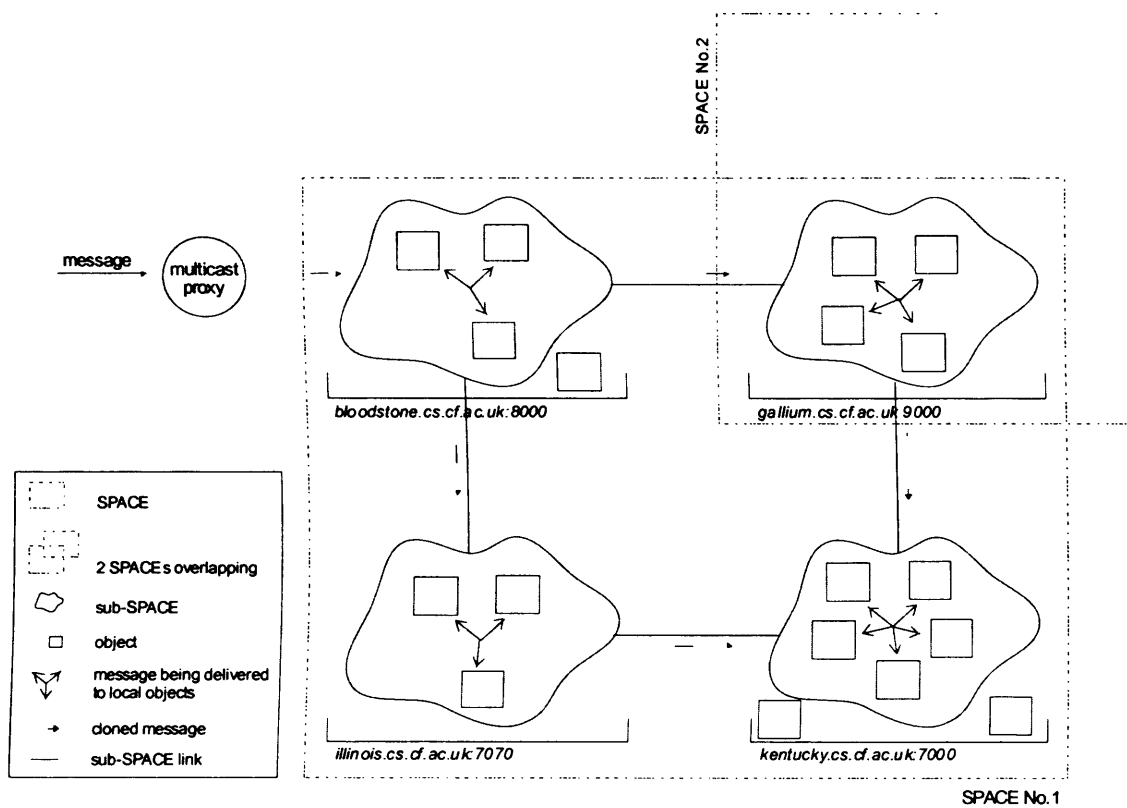 SPACE No.2
message
multicast
proxy
bloodstone.cs.cf.ac.uk:8000
gallium.cs.cf.ac.uk:9000
SPACE
2 SPACEs overlapping
sub-SPACE
object
message being delivered
to local objects
cloned message
sub-SPACE link
illinois.cs.cf.ac.uk:7070
kentucky.cs.cf.ac.uk:7000
SPACE No.1